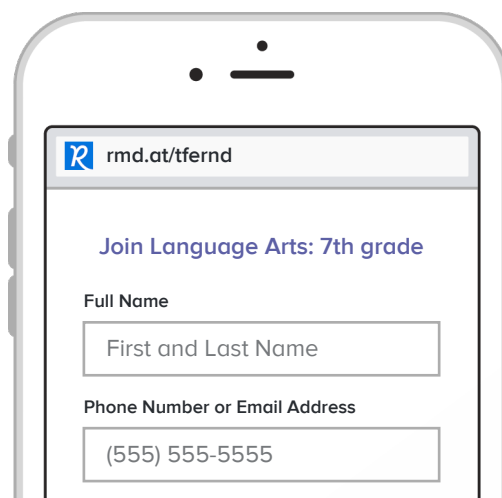 rmd.at/tfernd
Join Language Arts: 7th grade
Full Name
First and Last Name
Phone Number or Email Address
(555) 555-5555